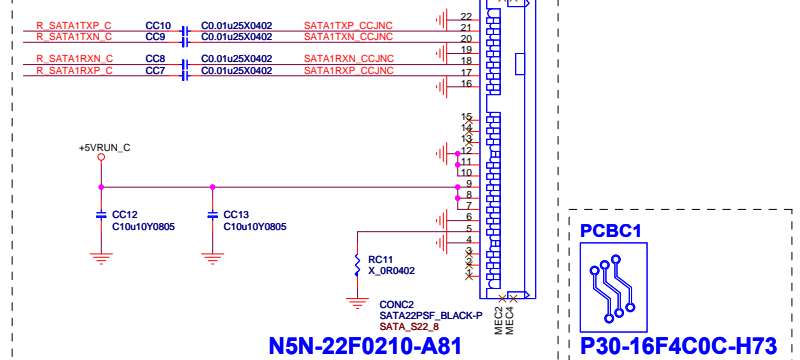 R_SATA1TXP_C CC10 C0.01u25X0402 SATA1TXP_CCJNC
R_SATA1TXN_C CC9 C0.01u25X0402 SATA1TXN_CCJNC
R_SATA1RXN_C CC8 C0.01u25X0402 SATA1RXN_CCJNC
R_SATA1RXP_C CC7 C0.01u25X0402 SATA1RXP_CCJNC
22
21
20
19
18
17
16
15
14
13
12
11
10
9
8
7
6
5
4
3
2
1
+5VRUN_C
CC12
C10u10Y0805
CC13
C10u10Y0805
RC11
X_0R0402
CONC2
SATA22PSF_BLACK-P
SATA_S22_8
MEC2
MEC4
N5N-22F0210-A81
PCBC1
P30-16F4C0C-H73